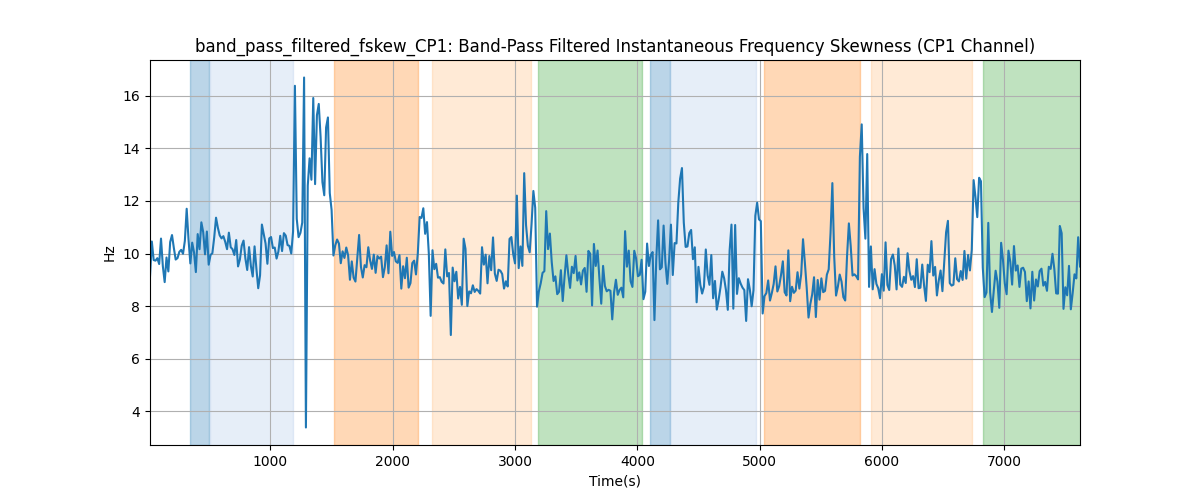 band_pass_filtered_fskew_CP1: Band-Pass Filtered Instantaneous Frequency Skewness (CP1 Channel)
16
14
12
10
8
6
4
Hz
1000 2000 3000 4000 5000 6000 7000
Time(s)